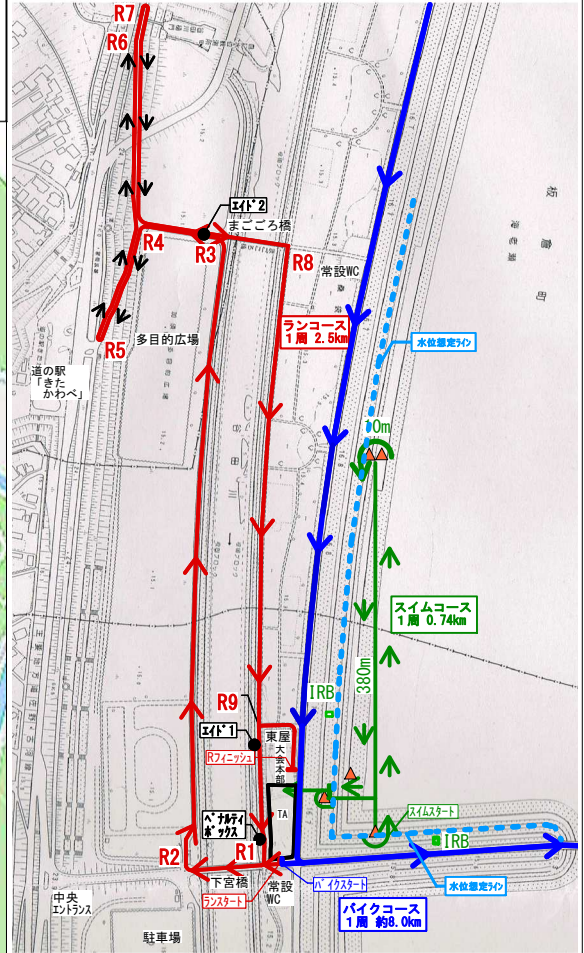 R7
R6
エイド2
まごころ橋
R4
R3
R8
常設WC
ランコース
1周 2.5km
水位想定ライン
多目的広場
R5
道の駅
「きた
かわべ」
板倉町
10m
スイムコース
1周 0.74km
谷田川
380m
IRB
R9
エイド1
東屋
大会本部
Rフィニッシュ
TA
スイムスタート
ペナルティ
ボックス
R1
IRB
R2
下宮橋
常設
WC
バイクスタート
水位想定ライン
ランスタート
中央
エントランス
バイクコース
1周 約8.0km
駐車場